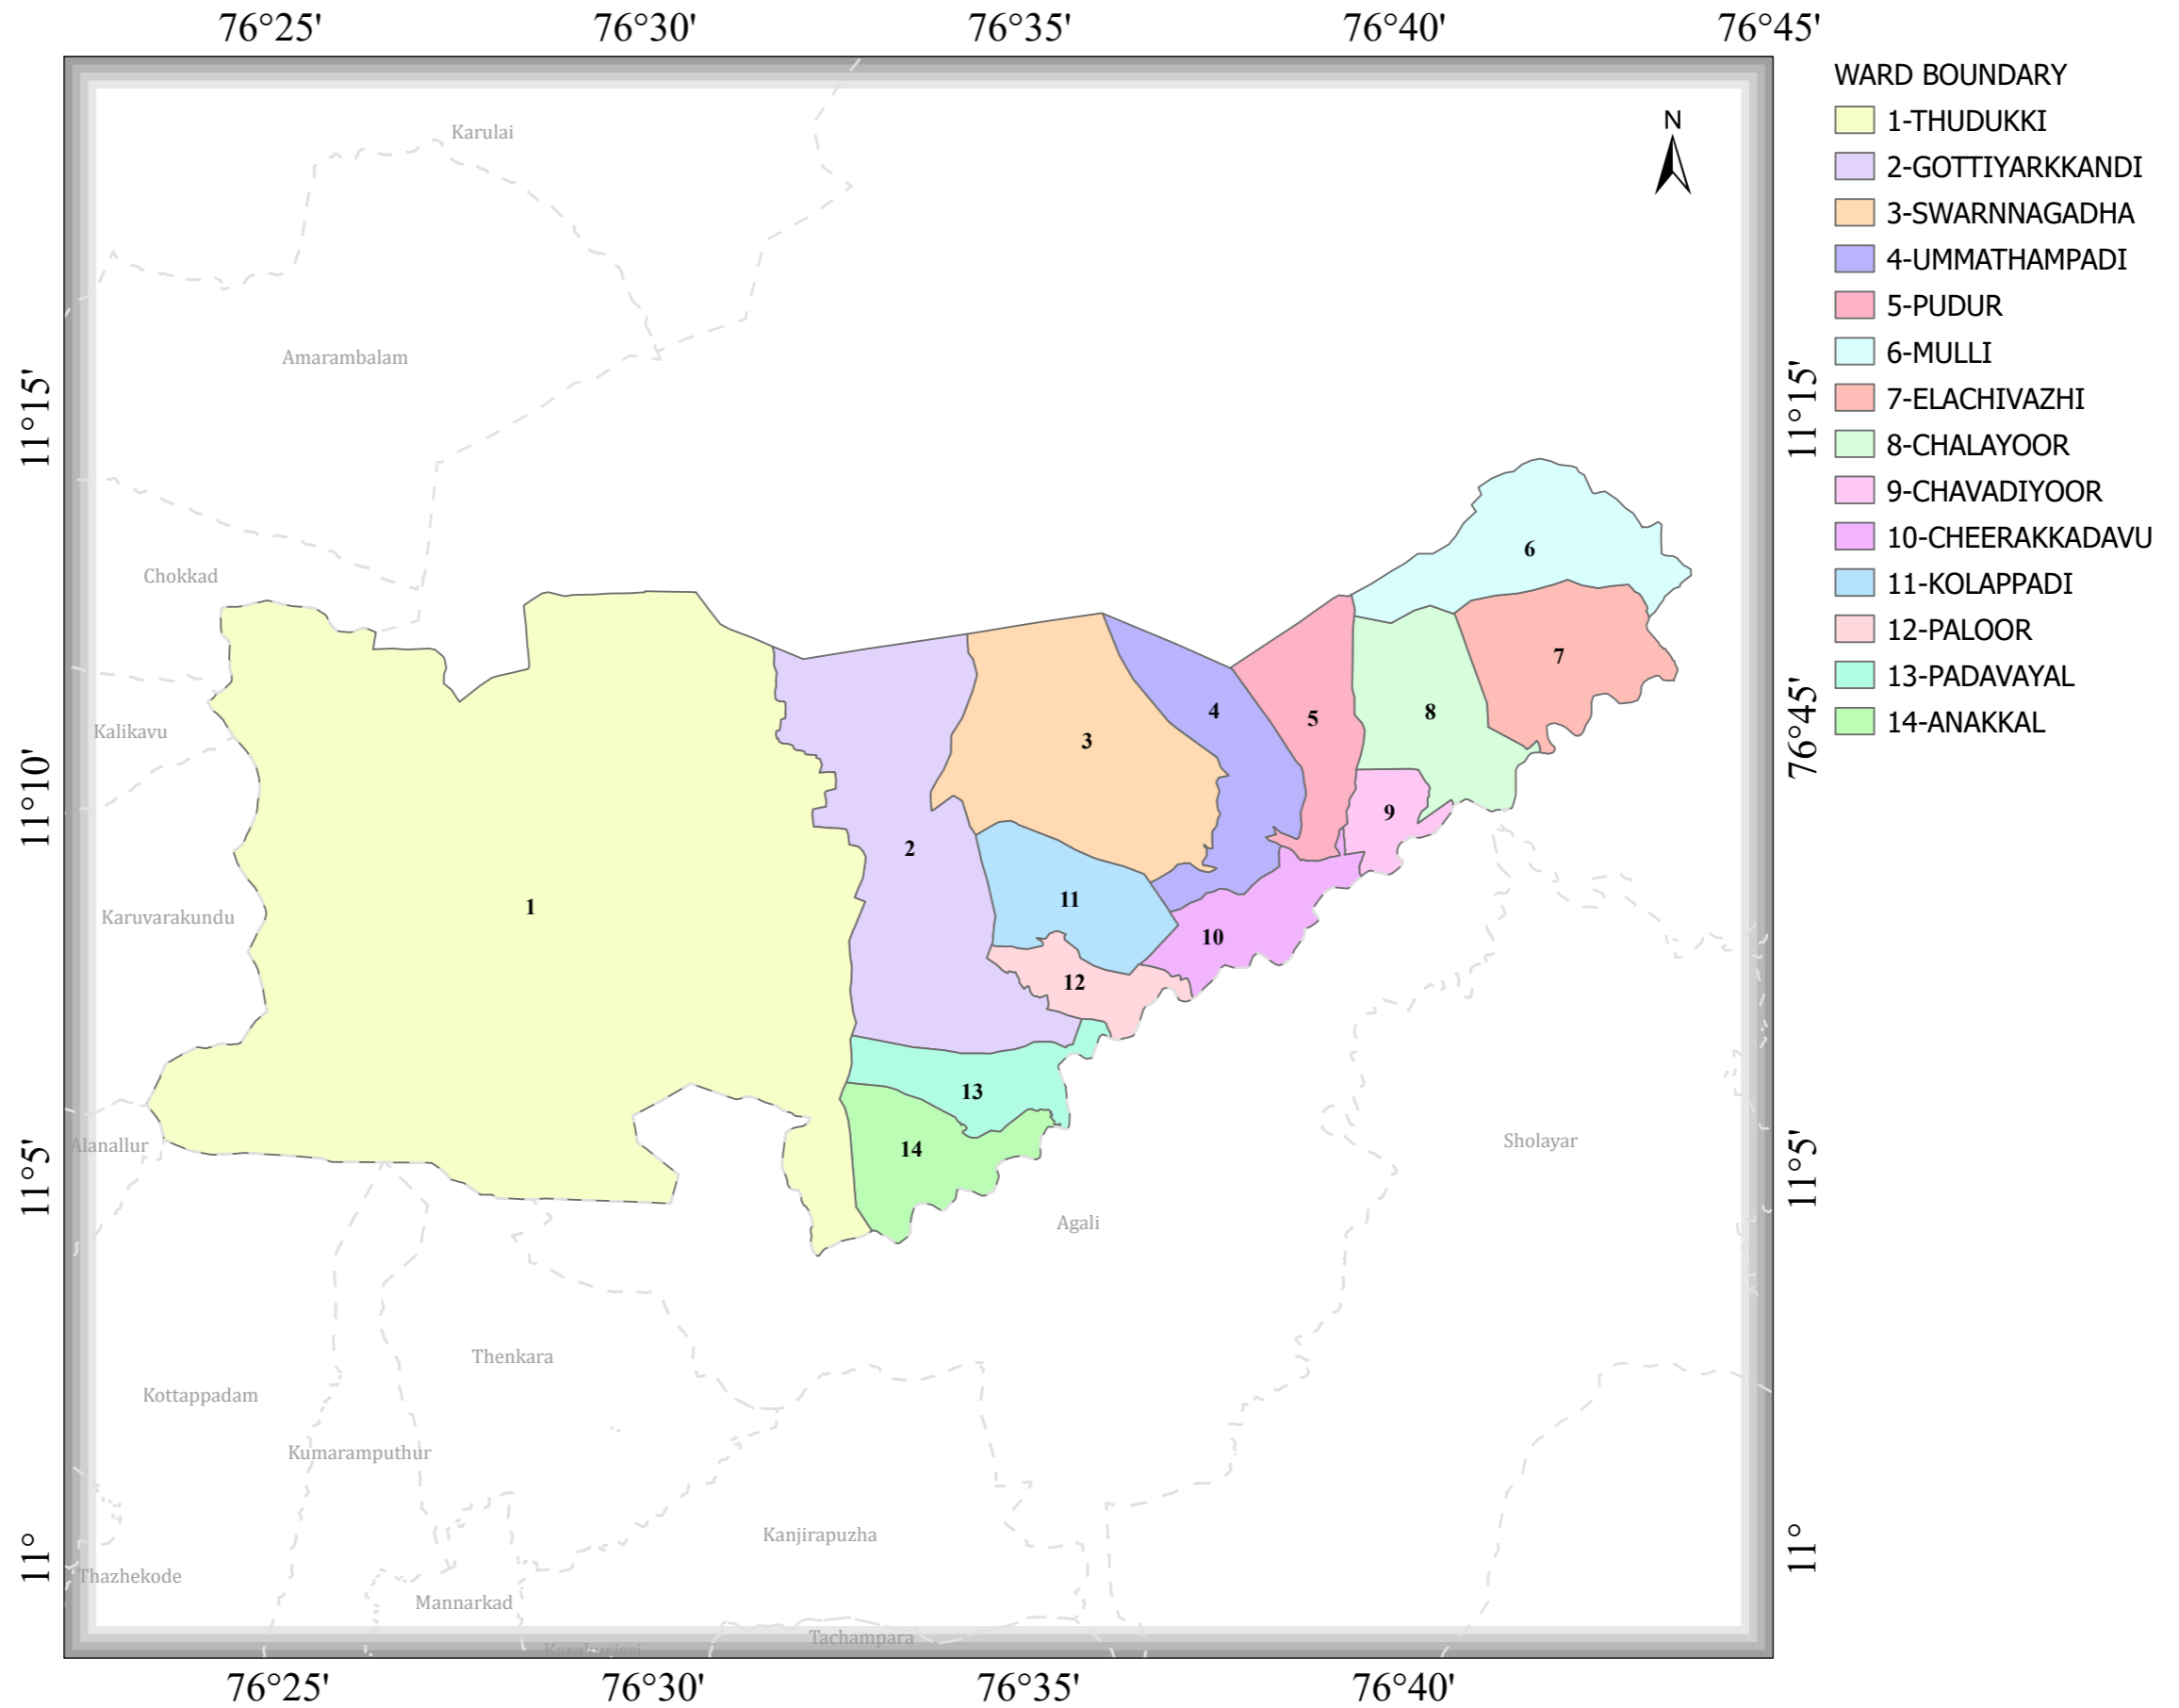 76°25' 76°30' 76°35' 76°40' 76°45'
WARD BOUNDARY
1-THUDUKKI
2-GOTTIYARKKANDI
3-SWARNNAGADHA
4-UMMATHAMPADI
5-PUDUR
6-MULLI
7-ELACHIVAZHI
8-CHALAYOOR
9-CHAVADIYOOR
10-CHEERAKKADAVU
11-KOLAPPADI
12-PALOOR
13-PADAVAYAL
14-ANAKKAL
N
Karulai
Amarambalam
11°15' 11°15'
6
Chokkad
7
4
8
5
Kalikavu
3
76°45'
11°10'
9
2
11
1
Karuvarakundu
10
12
13
Sholayar
Alanallur
14
11°5' 11°5'
Agali
Thenkara
Kottappadam
Kumaramputhur
Kanjirapuzha
11° 11°
Thazhekode
Mannarkad
Tachampara
Karakurissi
76°25' 76°30' 76°35' 76°40'